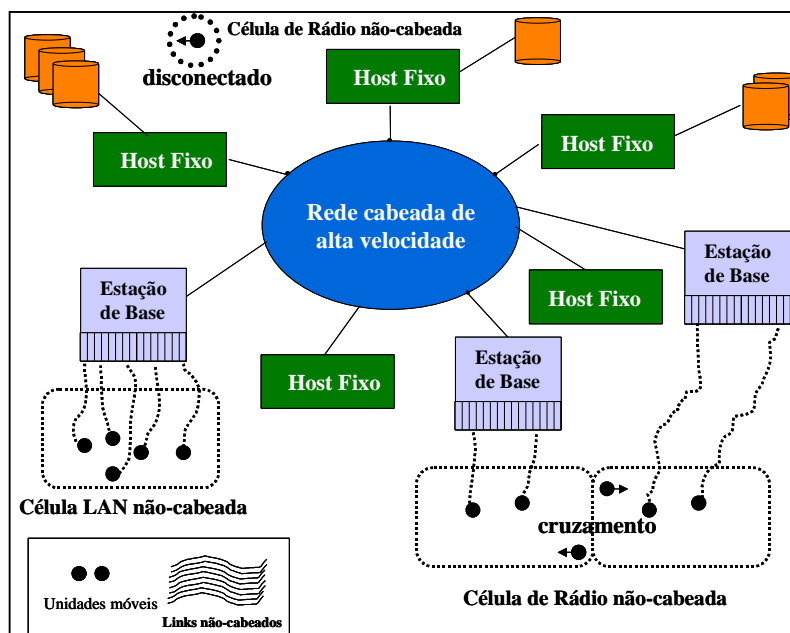 Célula de Rádio não-cabeada
disconectado
Host Fixo
Host Fixo
Host Fixo
Rede cabeada de
alta velocidade
Estação
de Base
Estação
de Base
Host Fixo
Estação
de Base
Host Fixo
Célula LAN não-cabeada
cruzamento
Célula de Rádio não-cabeada
Unidades móveis
Links não-cabeados